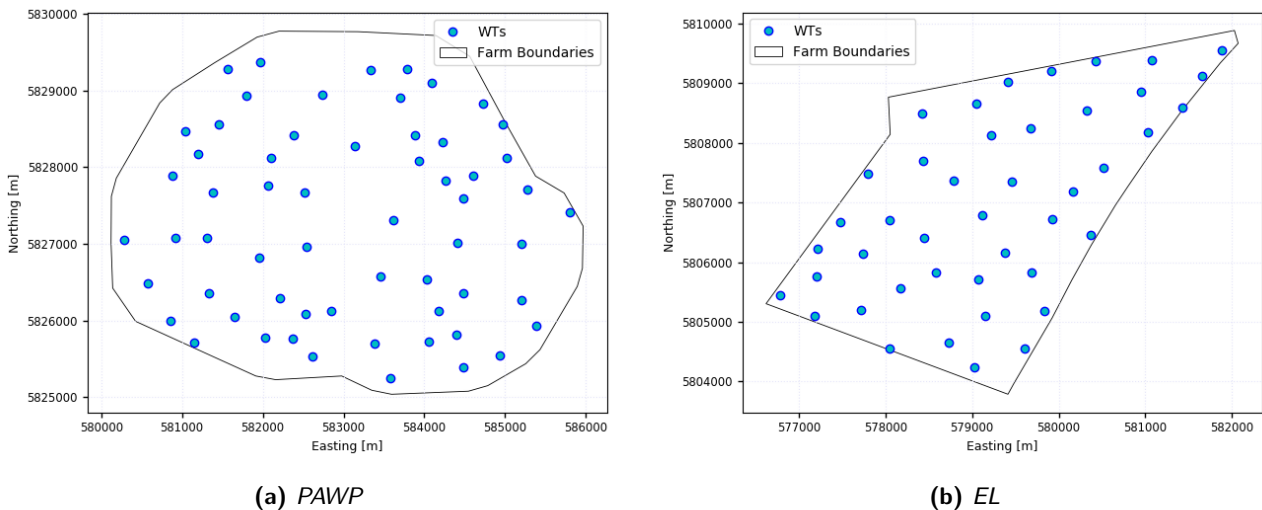 WTs
Farm Boundaries
5830000
5829000
5828000
5827000
5826000
5825000
Northing [m]
580000 581000 582000 583000 584000 585000 586000
Easting [m]
(a) PAWP
WTs
Farm Boundaries
5810000
5809000
5808000
5807000
5806000
5805000
5804000
Northing [m]
577000 578000 579000 580000 581000 582000
Easting [m]
(b) EL